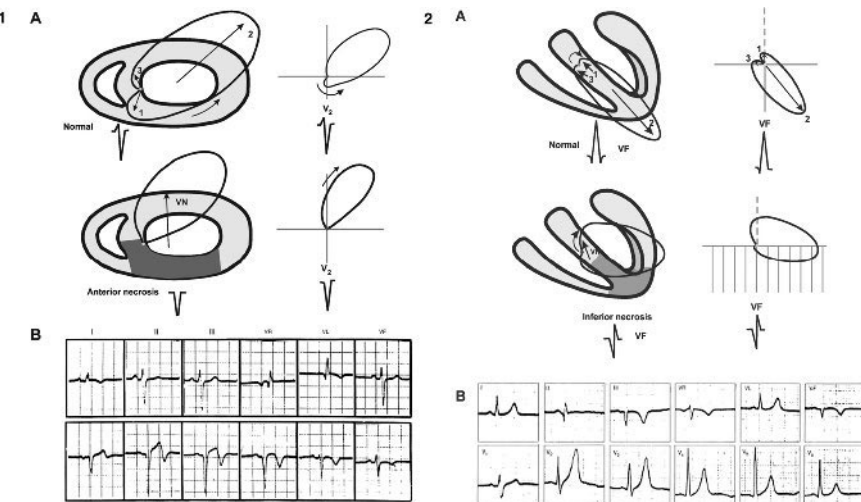 1 A
2
3
1
Normal
V2
VN
Anterior necrosis
V2
B
I II III VR VL VF
2 A
1
3
2
Normal
VF
1
3
2
VF
Inferior necrosis
VF
VF
B
I II III VR VL VF
V1 V2 V3 V4 V5 V6